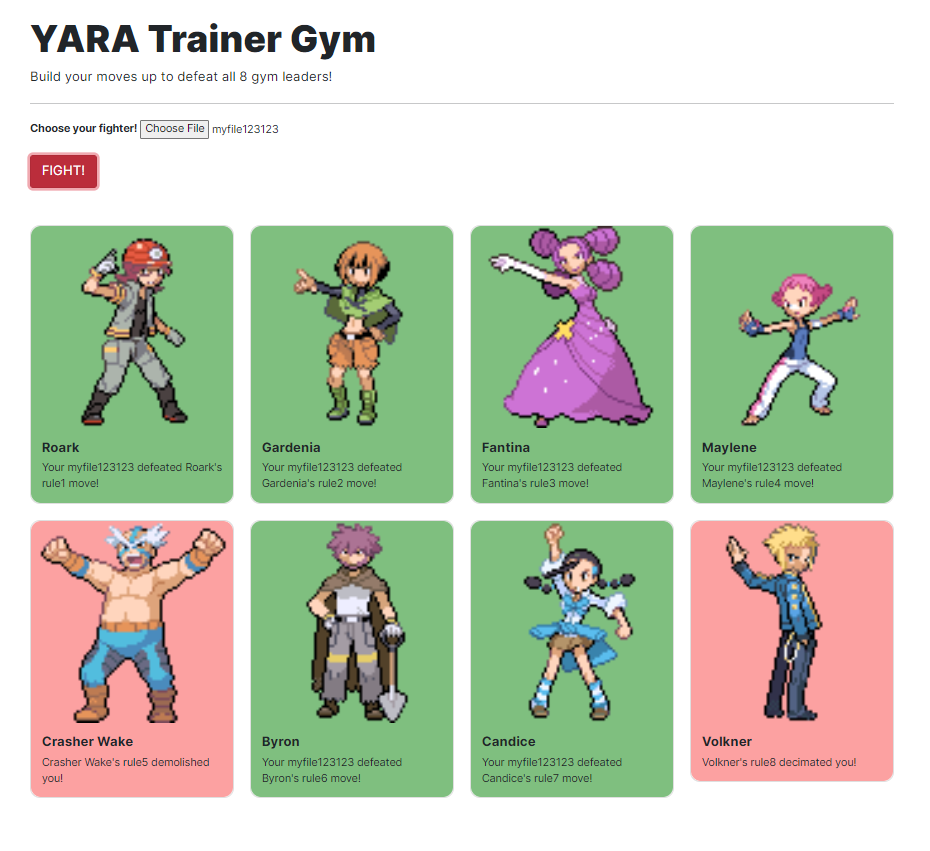 YARA Trainer Gym
Build your moves up to defeat all 8 gym leaders!
Choose your fighter! Choose File myfile123123
FIGHT!
Roark
Your myfile123123 defeated Roark's
rule1 move!
Gardenia
Your myfile123123 defeated
Gardenia's rule2 move!
Fantina
Your myfile123123 defeated
Fantina's rule3 move!
Maylene
Your myfile123123 defeated
Maylene's rule4 move!
Crasher Wake
Crasher Wake's rule5 demolished
you!
Byron
Your myfile123123 defeated
Byron's rule6 move!
Candice
Your myfile123123 defeated
Candice's rule7 move!
Volkner
Volkner's rule8 decimated you!